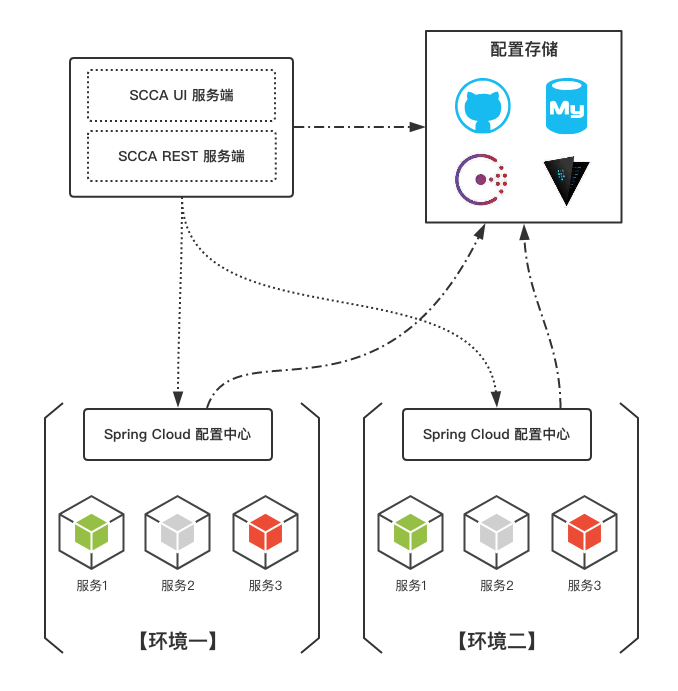 配置存储
SCCA UI 服务端
My
SCCA REST 服务端
Spring Cloud 配置中心
Spring Cloud 配置中心
服务1
服务2
服务3
服务1
服务2
服务3
【环境一】
【环境二】